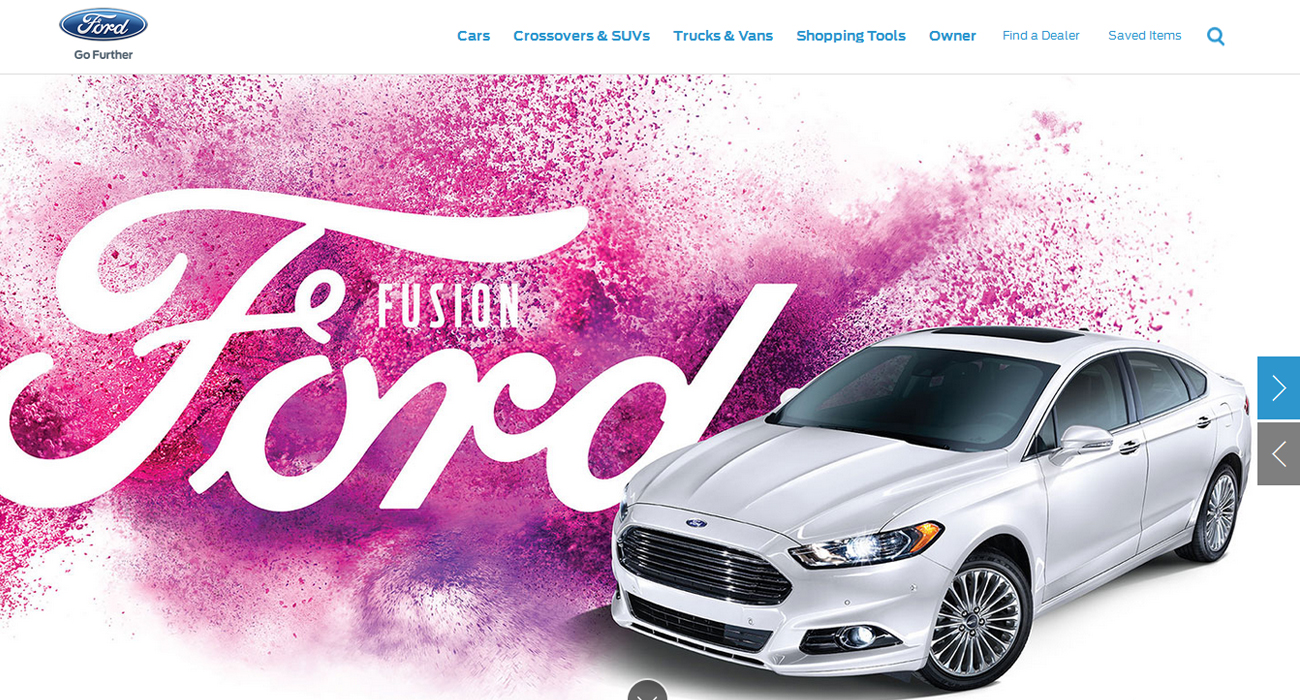 Ford
Go Further
Cars Crossovers & SUVs Trucks & Vans Shopping Tools Owner Find a Dealer Saved Items
FUSION
Ford
Ford